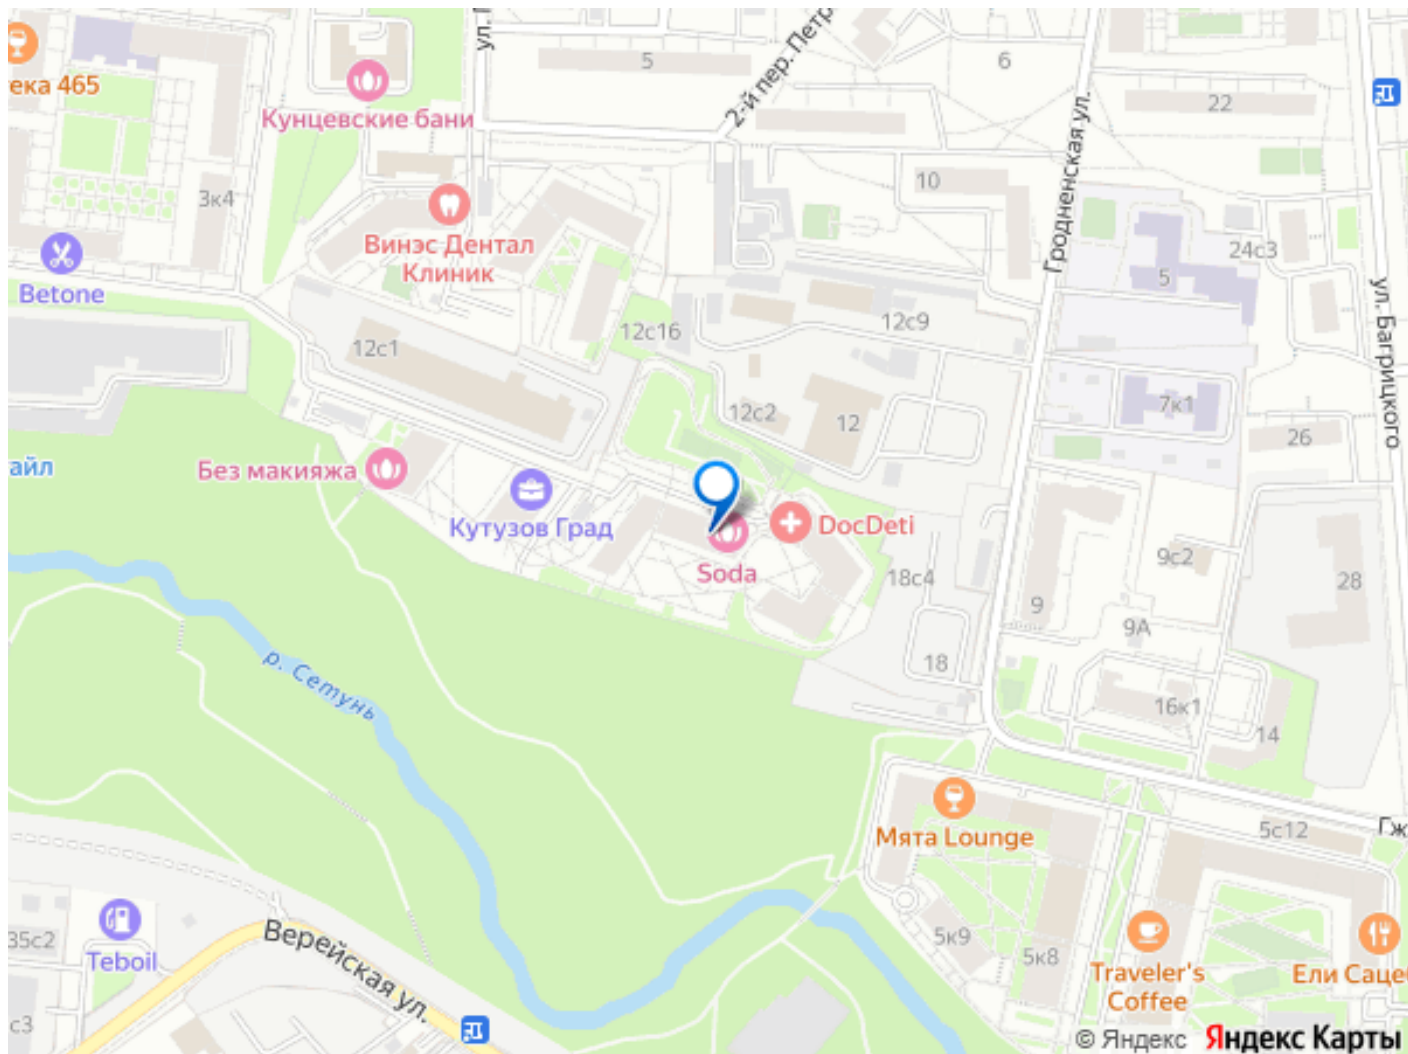 ека 465
Кунцевские бани
5
2-й пер. Петр
6
22
Гродненская ул.
3к4
10
Винэс Дентал
Клиник
Betone
24с3
5
ул. Багрицкого
12с1
12с16
12с9
12с2
12
7к1
26
айл
Без макияжа
Кутузов Град
DocDeti
Soda
18с4
9с2
9
28
9А
18
р. Сетунь
16к1
14
Мята Lounge
5с12
Гж
35с2
Teboil
Верейская ул.
5к9
5к8
Traveler's
Coffee
Ели Сацеб
с3
© Яндекс Яндекс Карты